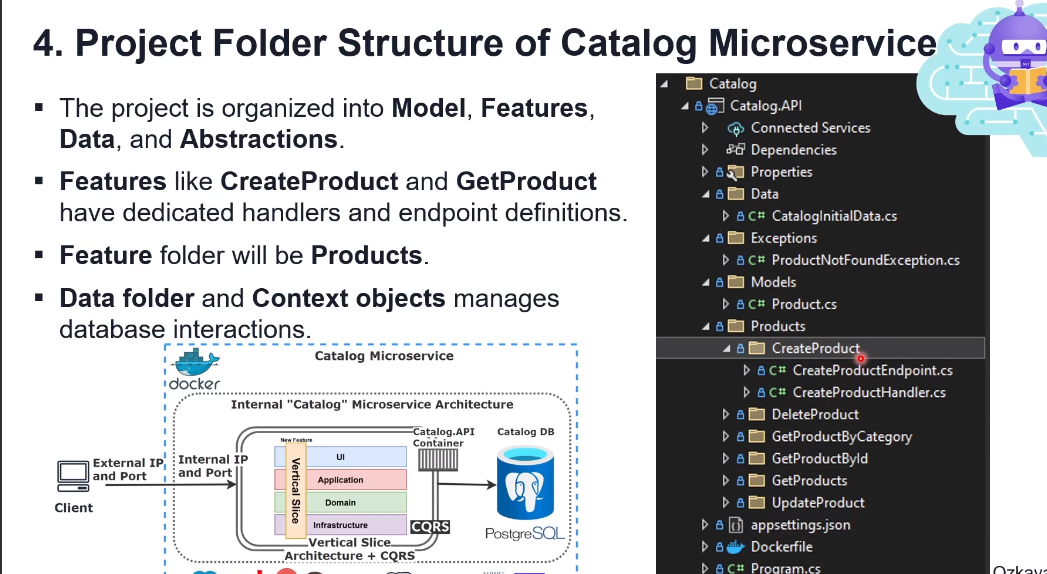 4. Project Folder Structure of Catalog Microservice
▪ The project is organized into Model, Features,
Data, and Abstractions.
▪ Features like CreateProduct and GetProduct
have dedicated handlers and endpoint definitions.
▪ Feature folder will be Products.
▪ Data folder and Context objects manages
database interactions.
docker
Catalog Microservice
Internal "Catalog" Microservice Architecture
Client
External IP
and Port
Internal IP
and Port
New Feature
Vertical Slice
UI
Application
Domain
Infrastructure
Catalog.API
Container
CQRS
Vertical Slice
Architecture + CQRS
Catalog DB
PostgreSQL
Catalog
Catalog.API
Connected Services
Dependencies
Properties
Data
C# CatalogInitialData.cs
Exceptions
C# ProductNotFoundException.cs
Models
C# Product.cs
Products
CreateProduct
C# CreateProductEndpoint.cs
C# CreateProductHandler.cs
DeleteProduct
GetProductByCategory
GetProductById
GetProducts
UpdateProduct
appsettings.json
Dockerfile
C# Program.cs